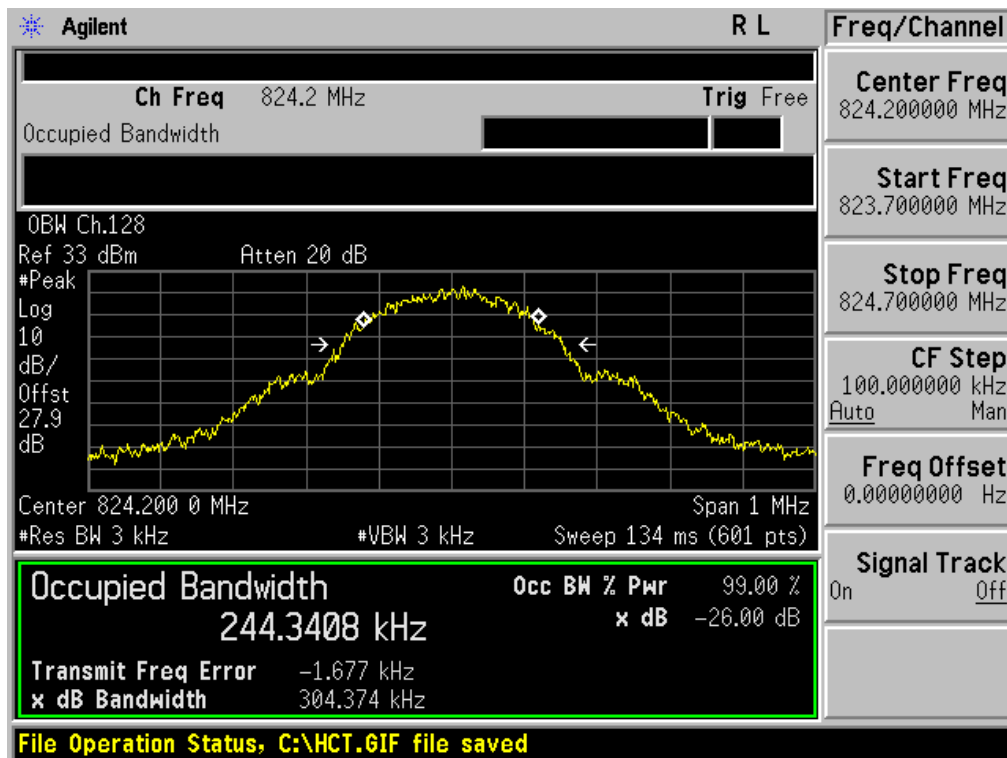 Agilent R L Freq/Channel
Ch Freq 824.2 MHz Trig Free
Occupied Bandwidth
Center Freq
824.200000 MHz
Start Freq
823.700000 MHz
Stop Freq
824.700000 MHz
CF Step
100.000000 kHz
Auto Man
Freq Offset
0.00000000 Hz
Signal Track
On Off
OBW Ch.128
Ref 33 dBm Atten 20 dB
#Peak
Log
10
dB/
Offst
27.9
dB
Center 824.200 0 MHz Span 1 MHz
#Res BW 3 kHz #VBW 3 kHz Sweep 134 ms (601 pts)
Occupied Bandwidth Occ BW % Pwr 99.00 %
244.3408 kHz x dB -26.00 dB
Transmit Freq Error -1.677 kHz
x dB Bandwidth 304.374 kHz
File Operation Status, C:\HCT.GIF file saved